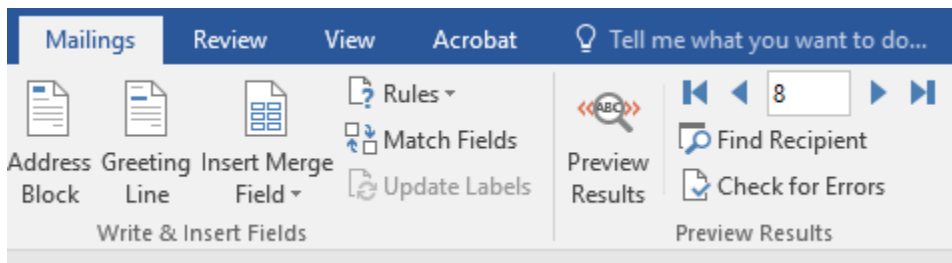 Mailings Review View Acrobat Tell me what you want to do...
Address Block
Greeting Line
Insert Merge Field
Rules
Match Fields
Update Labels
Write & Insert Fields
«ABC»
Preview Results
8
Find Recipient
Check for Errors
Preview Results